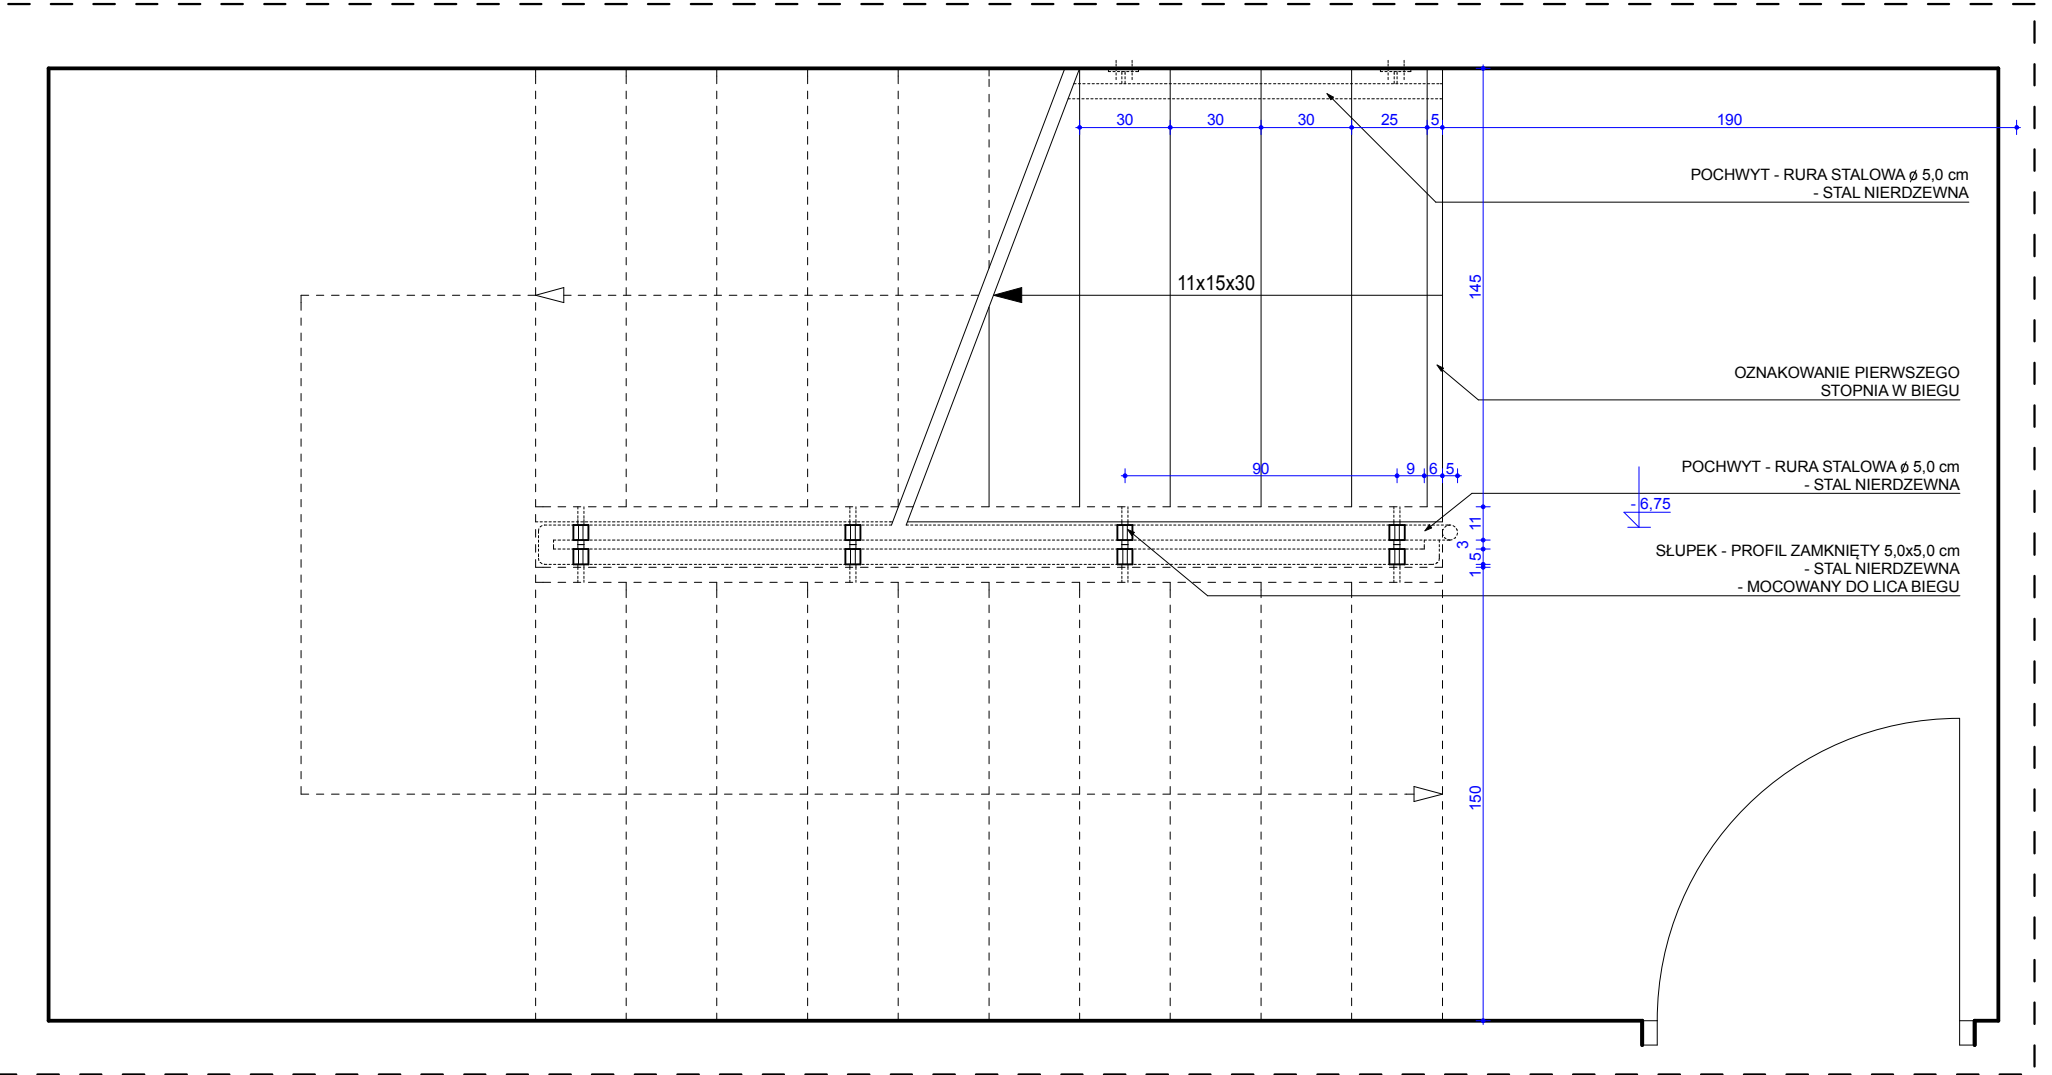 30 30 30 25 5 190
POCHWYT - RURA STALOWA ø 5,0 cm
- STAL NIERDZEWNA
11x15x30
145
OZNAKOWANIE PIERWSZEGO
STOPNIA W BIEGU
90 9 6 5
POCHWYT - RURA STALOWA ø 5,0 cm
- STAL NIERDZEWNA
- 6,75
11
3
5
1
SŁUPEK - PROFIL ZAMKNIĘTY 5,0x5,0 cm
- STAL NIERDZEWNA
- MOCOWANY DO LICA BIEGU
150